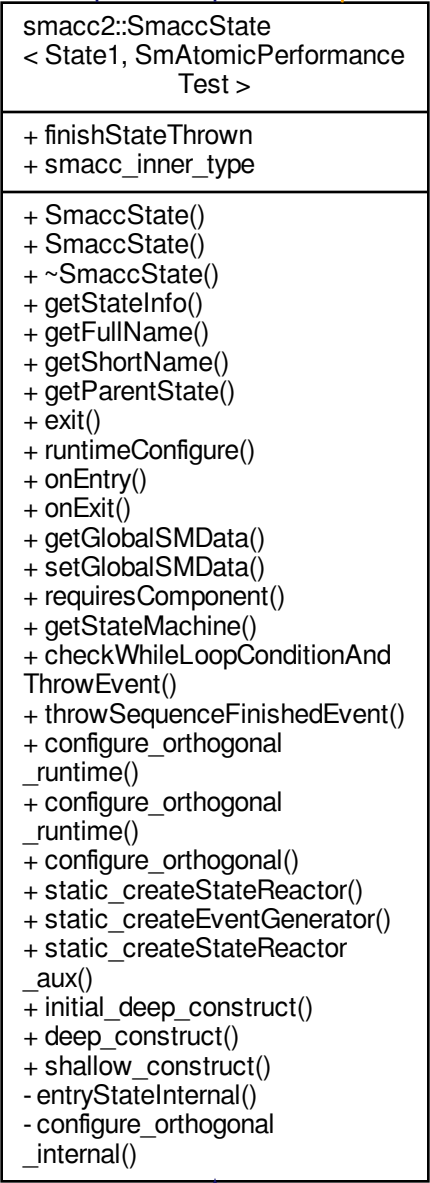 smacc2::SmaccState
< State1, SmAtomicPerformance
Test >
+ finishStateThrown
+ smacc_inner_type
+ SmaccState()
+ SmaccState()
+ ~SmaccState()
+ getStateInfo()
+ getFullName()
+ getShortName()
+ getParentState()
+ exit()
+ runtimeConfigure()
+ onEntry()
+ onExit()
+ getGlobalSMData()
+ setGlobalSMData()
+ requiresComponent()
+ getStateMachine()
+ checkWhileLoopConditionAnd
ThrowEvent()
+ throwSequenceFinishedEvent()
+ configure_orthogonal
_runtime()
+ configure_orthogonal
_runtime()
+ configure_orthogonal()
+ static_createStateReactor()
+ static_createEventGenerator()
+ static_createStateReactor
_aux()
+ initial_deep_construct()
+ deep_construct()
+ shallow_construct()
- entryStateInternal()
- configure_orthogonal
_internal()